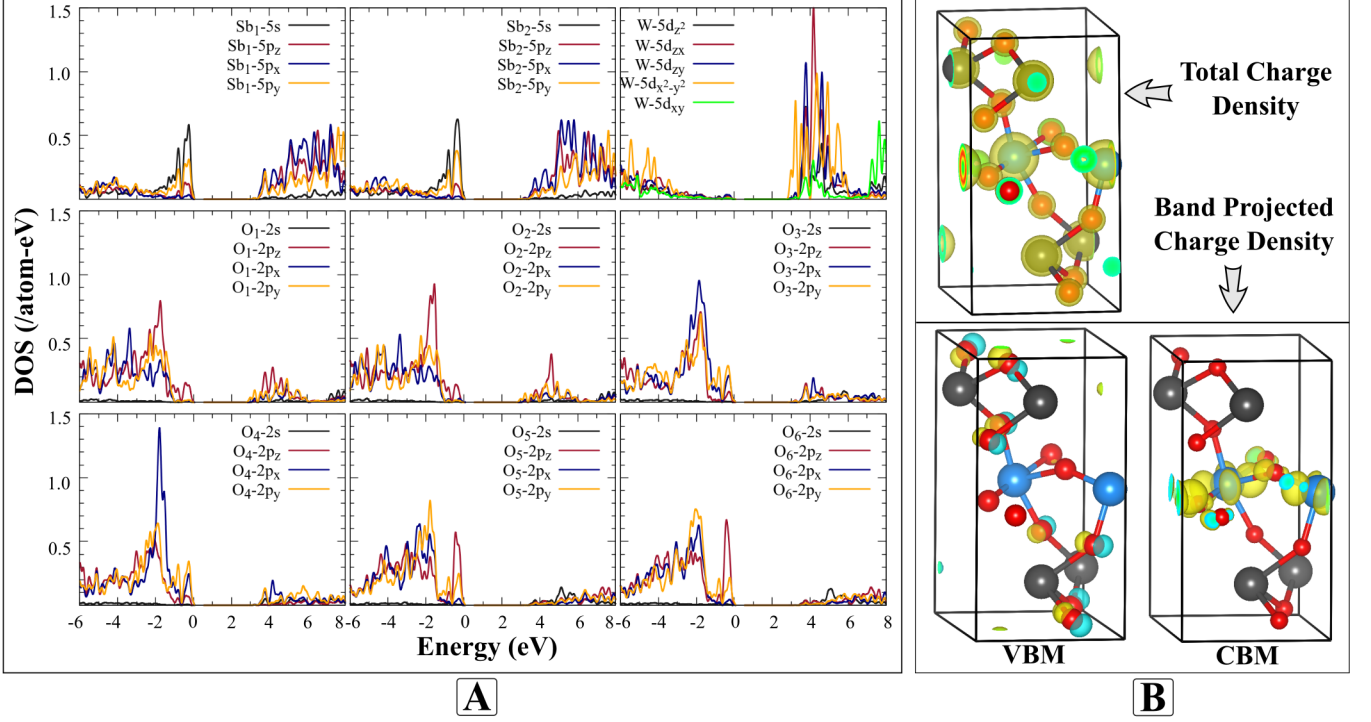 1.5
1.0
0.5
Sb₁-5s
Sb₁-5pz
Sb₁-5pₓ
Sb₁-5py
Sb₂-5s
Sb₂-5pz
Sb₂-5pₓ
Sb₂-5py
W-5dz²
W-5dzx
W-5dzy
W-5dx²-y²
W-5dxy
DOS (/atom-eV)
1.5
1.0
0.5
O₁-2s
O₁-2pz
O₁-2pₓ
O₁-2py
O₂-2s
O₂-2pz
O₂-2pₓ
O₂-2py
O₃-2s
O₃-2pz
O₃-2pₓ
O₃-2py
1.5
1.0
0.5
O₄-2s
O₄-2pz
O₄-2pₓ
O₄-2py
O₅-2s
O₅-2pz
O₅-2pₓ
O₅-2py
O₆-2s
O₆-2pz
O₆-2pₓ
O₆-2py
-6 -4 -2 0 2 4 6 8
-6 -4 -2 0 2 4 6 8
-6 -4 -2 0 2 4 6 8
Energy (eV)
A
Total Charge
Density
Band Projected
Charge Density
VBM
CBM
B